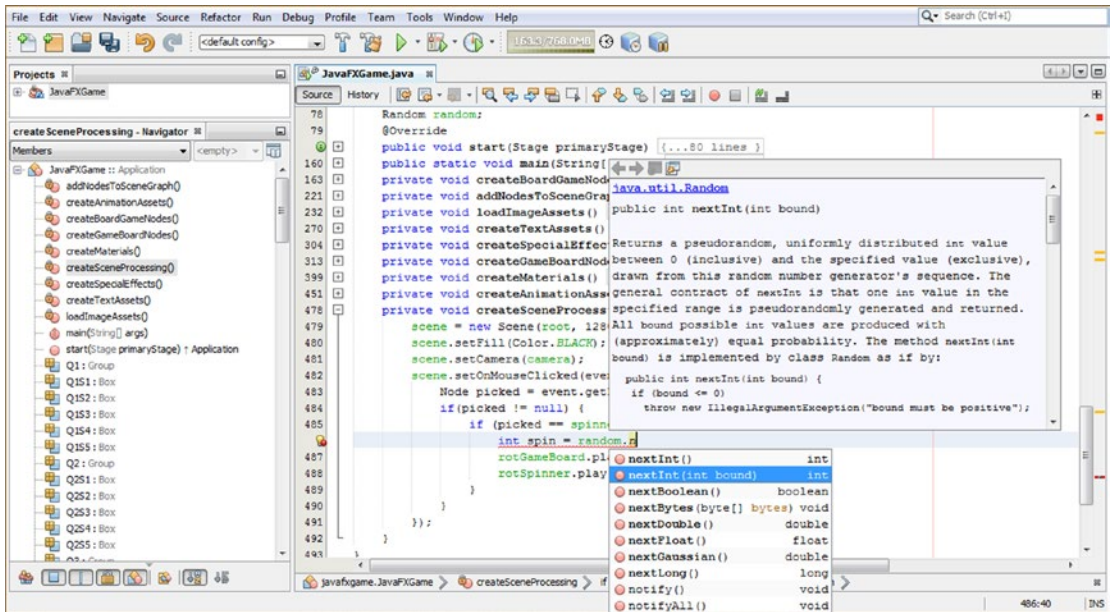 File Edit View Navigate Source Refactor Run Debug Profile Team Tools Window Help
Search (Ctrl+I)
<default config>
163.3/768.0MB
Projects
JavaFXGame
createSceneProcessing - Navigator
Members
<empty>
JavaFXGame :: Application
addNodesToSceneGraph()
createAnimationAssets()
createBoardGameNodes()
createGameBoardNodes()
createMaterials()
createSceneProcessing()
createSpecialEffects()
createTextAssets()
loadImageAssets()
main(String[] args)
start(Stage primaryStage) ↑ Application
Q1 : Group
Q1S1 : Box
Q1S2 : Box
Q1S3 : Box
Q1S4 : Box
Q1S5 : Box
Q2 : Group
Q2S1 : Box
Q2S2 : Box
Q2S3 : Box
Q2S4 : Box
Q2S5 : Box
JavaFXGame.java
Source History
78 Random random;
79 @Override
public void start(Stage primaryStage) {...80 lines }
160 public static void main(String[
163 private void createBoardGameNod
221 private void addNodesToSceneGra
232 private void loadImageAssets()
270 private void createTextAssets()
304 private void createSpecialEffec
313 private void createGameBoardNod
399 private void createMaterials()
451 private void createAnimationAss
478 private void createSceneProcess
479 scene = new Scene(root, 128
480 scene.setFill(Color.BLACK);
481 scene.setCamera(camera);
482 scene.setOnMouseClicked(eve
483 Node picked = event.get
484 if(picked != null) {
485 if (picked == spinn
int spin = random.n
487 rotGameBoard.pl
488 rotSpinner.play
489 }
490 }
491 });
492 }
493 }
java.util.Random
public int nextInt(int bound)
Returns a pseudorandom, uniformly distributed int value
between 0 (inclusive) and the specified value (exclusive),
drawn from this random number generator's sequence. The
general contract of nextInt is that one int value in the
specified range is pseudorandomly generated and returned.
All bound possible int values are produced with
(approximately) equal probability. The method nextInt(int
bound) is implemented by class Random as if by:
public int nextInt(int bound) {
if (bound <= 0)
throw new IllegalArgumentException("bound must be positive");
nextInt() int
nextInt(int bound) int
nextBoolean() boolean
nextBytes(byte[] bytes) void
nextDouble() double
nextFloat() float
nextGaussian() double
nextLong() long
notify() void
notifyAll() void
javafxgame.JavaFXGame
createSceneProcessing
486:40 INS